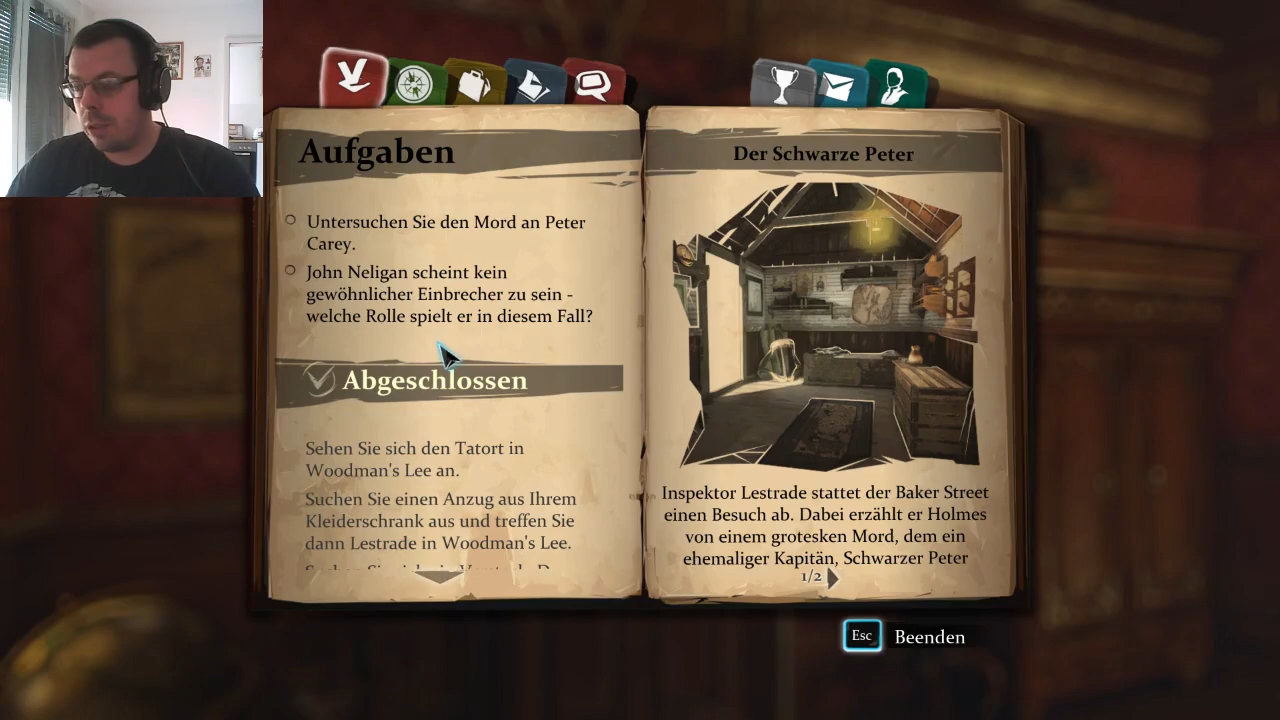 Aufgaben
Untersuchen Sie den Mord an Peter
Carey.
John Neligan scheint kein
gewöhnlicher Einbrecher zu sein -
welche Rolle spielt er in diesem Fall?
Abgeschlossen
Sehen Sie sich den Tatort in
Woodman's Lee an.
Suchen Sie einen Anzug aus Ihrem
Kleiderschrank aus und treffen Sie
dann Lestrade in Woodman's Lee.
Der Schwarze Peter
Inspektor Lestrade stattet der Baker Street
einen Besuch ab. Dabei erzählt er Holmes
von einem grotesken Mord, dem ein
ehemaliger Kapitän, Schwarzer Peter
1/2
Esc Beenden